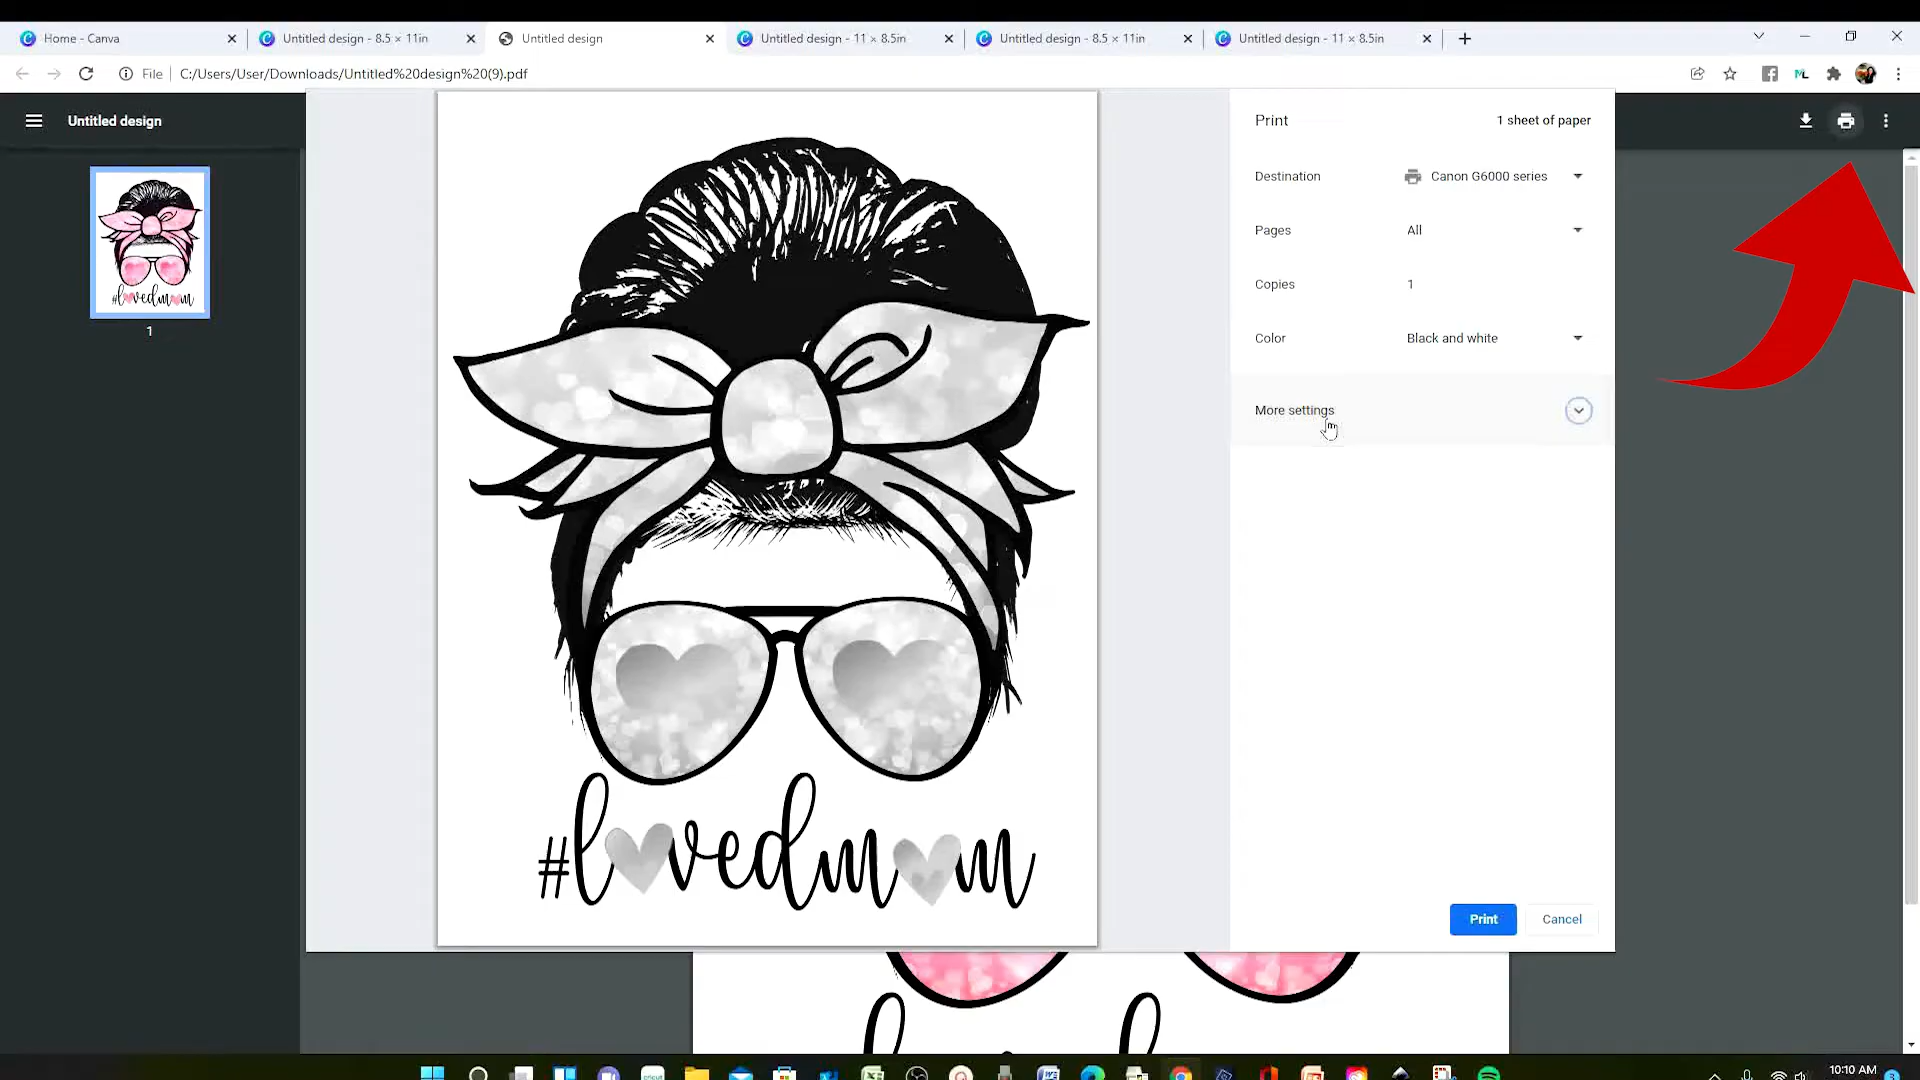 Home - Canva
Untitled design - 8.5 × 11in
Untitled design
Untitled design - 11 × 8.5in
Untitled design - 8.5 × 11in
Untitled design - 11 × 8.5in
File
C:/Users/User/Downloads/Untitled%20design%20(9).pdf
Untitled design
#lovedmom
1
#lovedmom
Print
1 sheet of paper
Destination
Canon G6000 series
Pages
All
Copies
1
Color
Black and white
More settings
Print
Cancel
10:10 AM